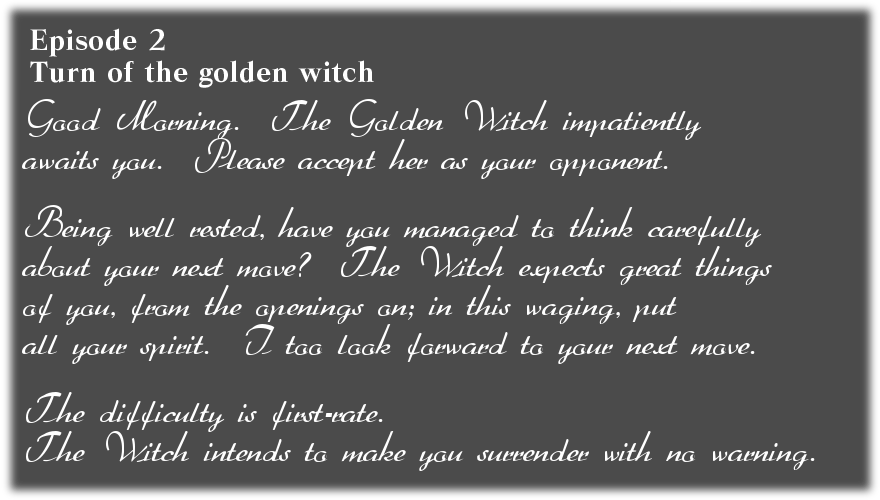 Episode 2
Turn of the golden witch
Good Morning. The Golden Witch impatiently
awaits you. Please accept her as your opponent.
Being well rested, have you managed to think carefully
about your next move? The Witch expects great things
of you, from the openings on; in this waging, put
all your spirit. I too look forward to your next move.
The difficulty is first-rate.
The Witch intends to make you surrender with no warning.